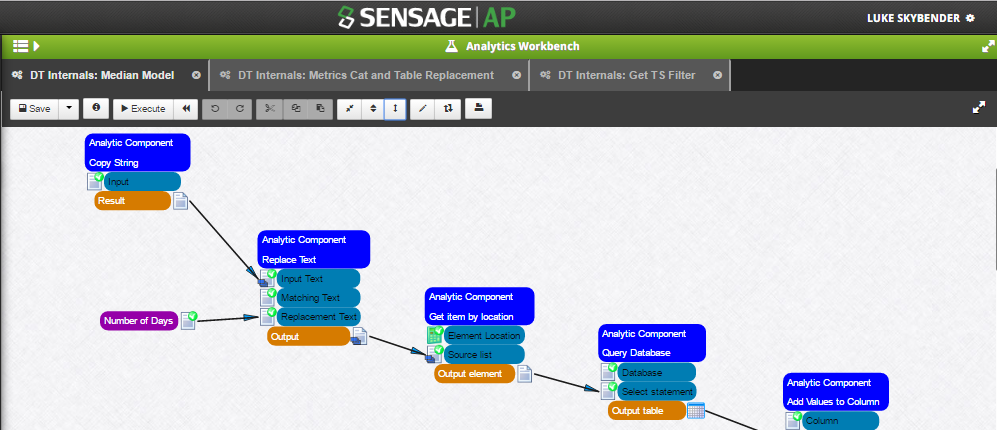 SENSAGE|AP
LUKE SKYBENDER
Analytics Workbench
DT Internals: Median Model
DT Internals: Metrics Cat and Table Replacement
DT Internals: Get TS Filter
Save
Execute
Analytic Component
Copy String
Input
Result
Analytic Component
Replace Text
Input Text
Matching Text
Number of Days
Replacement Text
Output
Analytic Component
Get item by location
Element Location
Source list
Output element
Analytic Component
Query Database
Database
Select statement
Output table
Analytic Component
Add Values to Column
Column